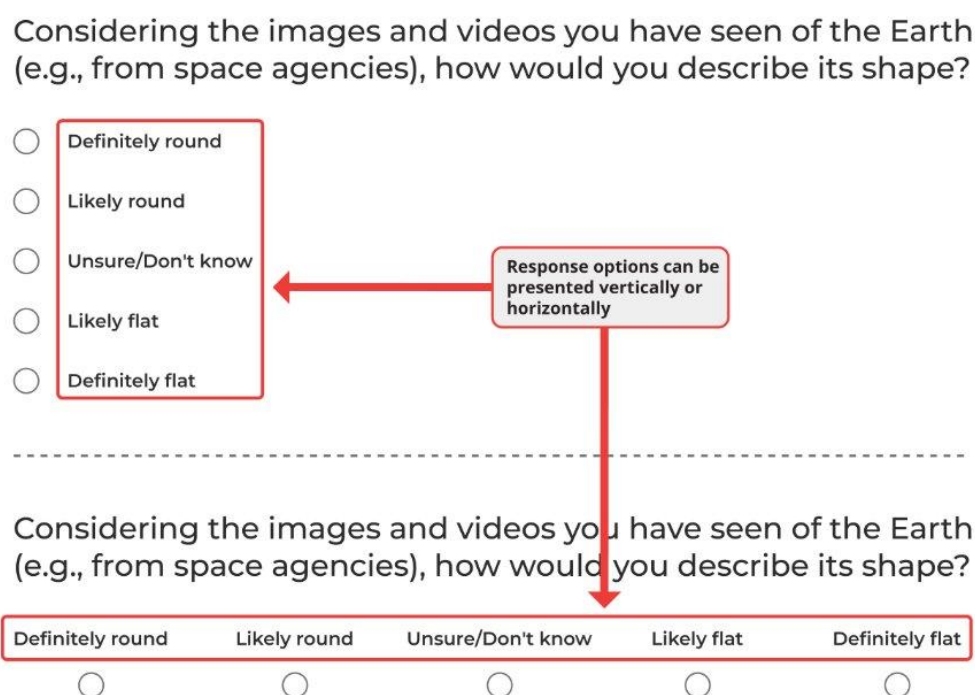 Considering the images and videos you have seen of the Earth
(e.g., from space agencies), how would you describe its shape?
Definitely round
Likely round
Unsure/Don't know
Likely flat
Definitely flat
Response options can be
presented vertically or
horizontally
Considering the images and videos you have seen of the Earth
(e.g., from space agencies), how would you describe its shape?
Definitely round Likely round Unsure/Don't know Likely flat Definitely flat